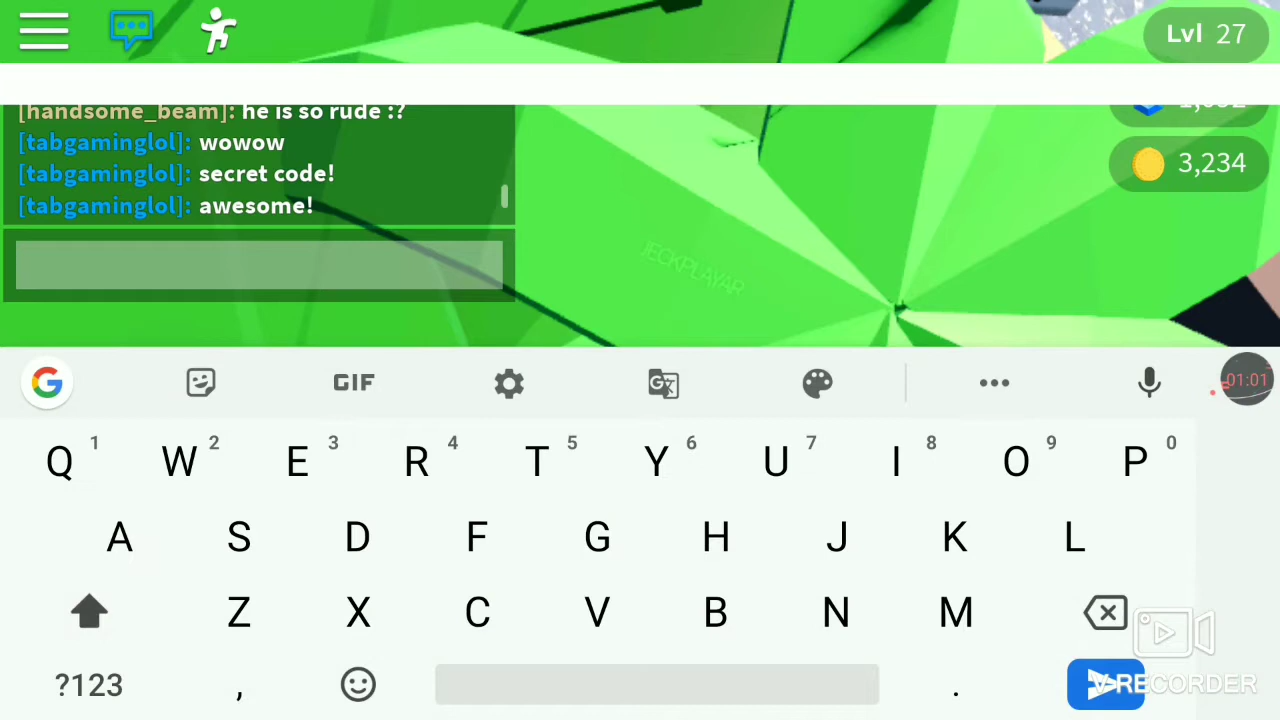 Lvl 27
[handsome_beam]: he is so rude :?
[tabgaminglol]: wowow
[tabgaminglol]: secret code!
[tabgaminglol]: awesome!
3,234
JECKPLAYAR
GIF
01:01
Q 1 W 2 E 3 R 4 T 5 Y 6 U 7 I 8 O 9 P 0
A S D F G H J K L
Z X C V B N M
?123 , .
V RECORDER